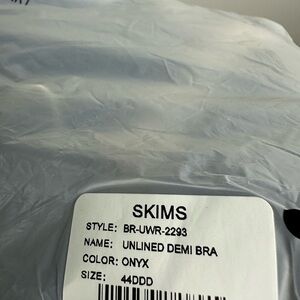 SKIMS
STYLE: BR-UWR-2293
NAME: UNLINED DEMI BRA
COLOR: ONYX
SIZE: 44DDD